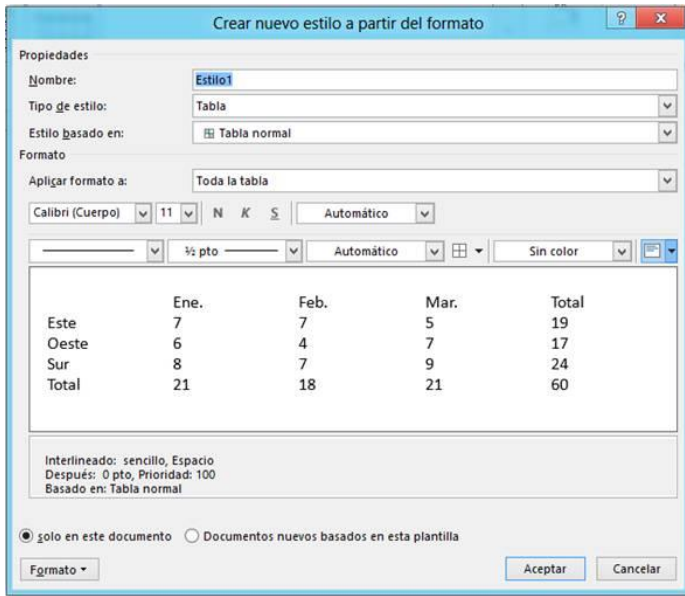 Crear nuevo estilo a partir del formato
Propiedades
Nombre: Estilo1
Tipo de estilo: Tabla
Estilo basado en: Tabla normal
Formato
Aplicar formato a: Toda la tabla
Calibri (Cuerpo) 11 N K S Automático
½ pto Automático Sin color
Ene. Feb. Mar. Total
Este 7 7 5 19
Oeste 6 4 7 17
Sur 8 7 9 24
Total 21 18 21 60
Interlineado: sencillo, Espacio
Después: 0 pto, Prioridad: 100
Basado en: Tabla normal
solo en este documento Documentos nuevos basados en esta plantilla
Formato Aceptar Cancelar